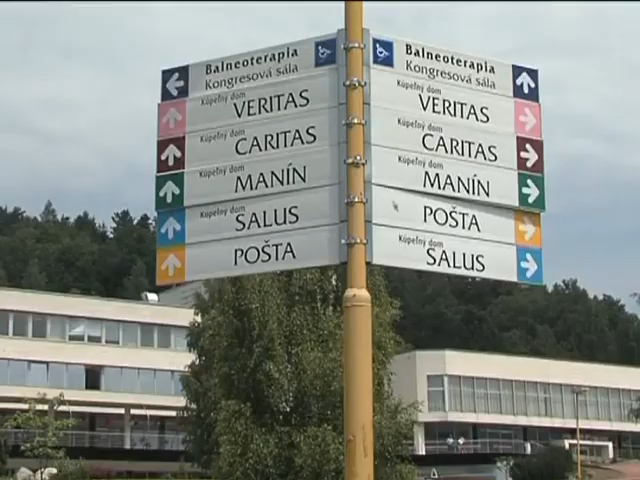 Balneoterapia
Kongresová sála
Kúpeľný dom
VERITAS
Kúpeľný dom
CARITAS
Kúpeľný dom
MANÍN
Kúpeľný dom
SALUS
POŠTA
Balneoterapia
Kongresová sála
Kúpeľný dom
VERITAS
Kúpeľný dom
CARITAS
Kúpeľný dom
MANÍN
POŠTA
Kúpeľný dom
SALUS